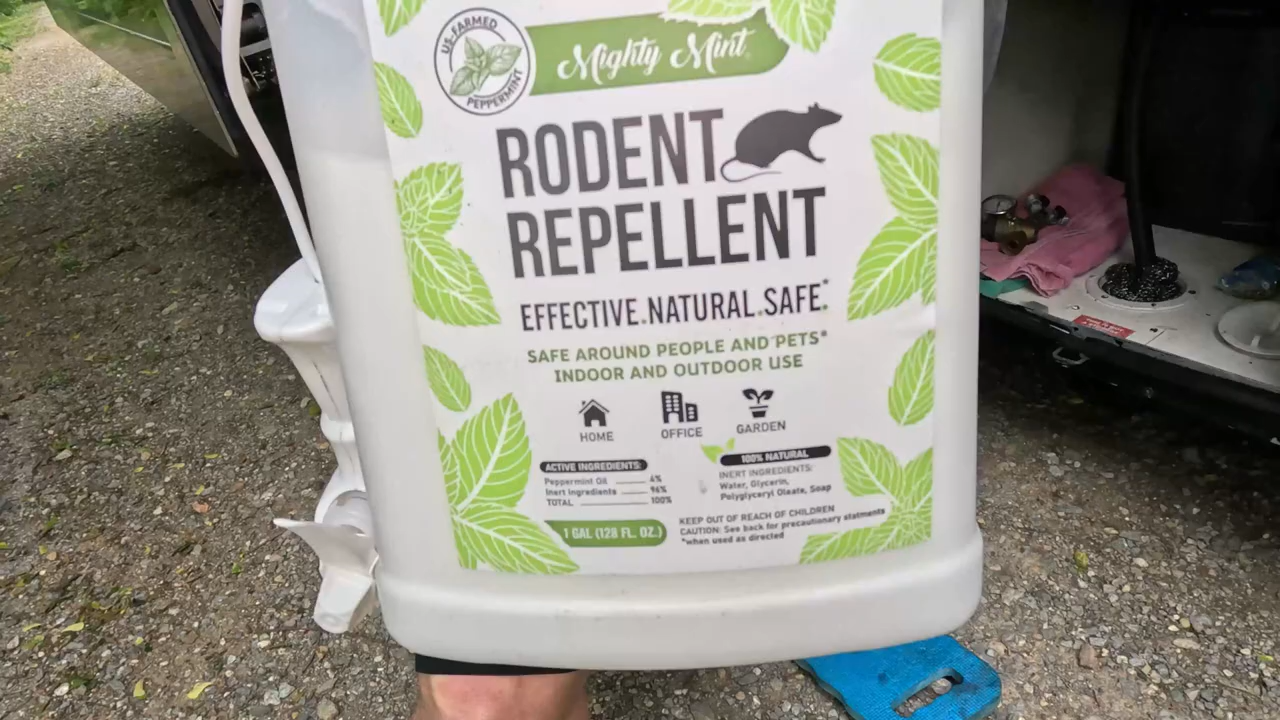 US-FARMED
PEPPERMINT
Mighty Mint
RODENT
REPELLENT
EFFECTIVE.NATURAL.SAFE.*
SAFE AROUND PEOPLE AND PETS*
INDOOR AND OUTDOOR USE
HOME
OFFICE
GARDEN
ACTIVE INGREDIENTS:
Peppermint Oil 4%
Inert Ingredients 96%
TOTAL 100%
100% NATURAL
INERT INGREDIENTS:
Water, Glycerin,
Polyglyceryl Oleate, Soap
1 GAL (128 FL. OZ.)
KEEP OUT OF REACH OF CHILDREN
CAUTION: See back for precautionary statments
*when used as directed